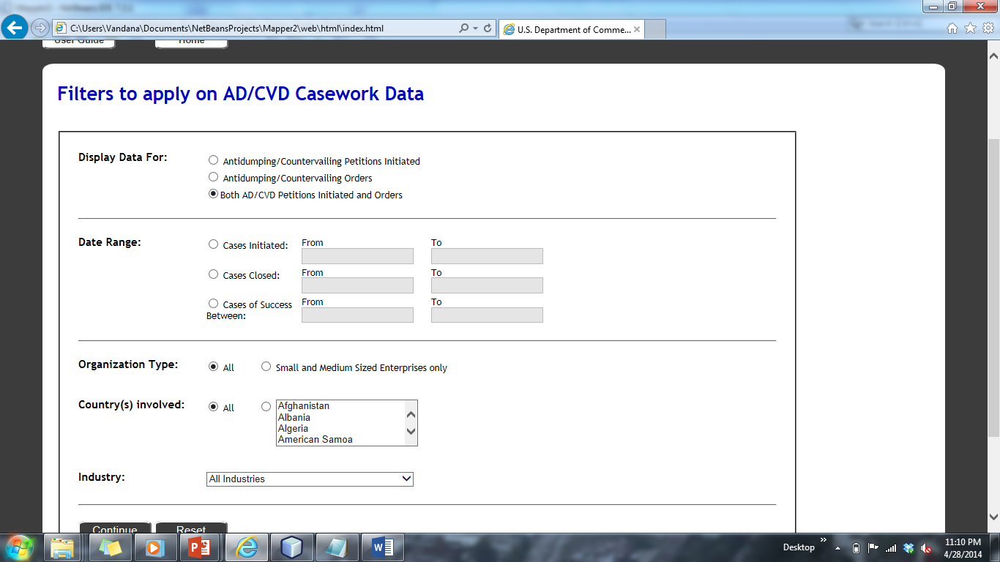 C:\Users\Vandana\Documents\NetBeansProjects\Mapper2\web\html\index.html
U.S. Department of Comme...
User Guide Home
Filters to apply on AD/CVD Casework Data
Display Data For:
Antidumping/Countervailing Petitions Initiated
Antidumping/Countervailing Orders
Both AD/CVD Petitions Initiated and Orders
Date Range:
Cases Initiated: From To
Cases Closed: From To
Cases of Success From To
Between:
Organization Type: All Small and Medium Sized Enterprises only
Country(s) involved: All Afghanistan
Albania
Algeria
American Samoa
Industry: All Industries
Continue Reset
Desktop
11:10 PM
4/28/2014